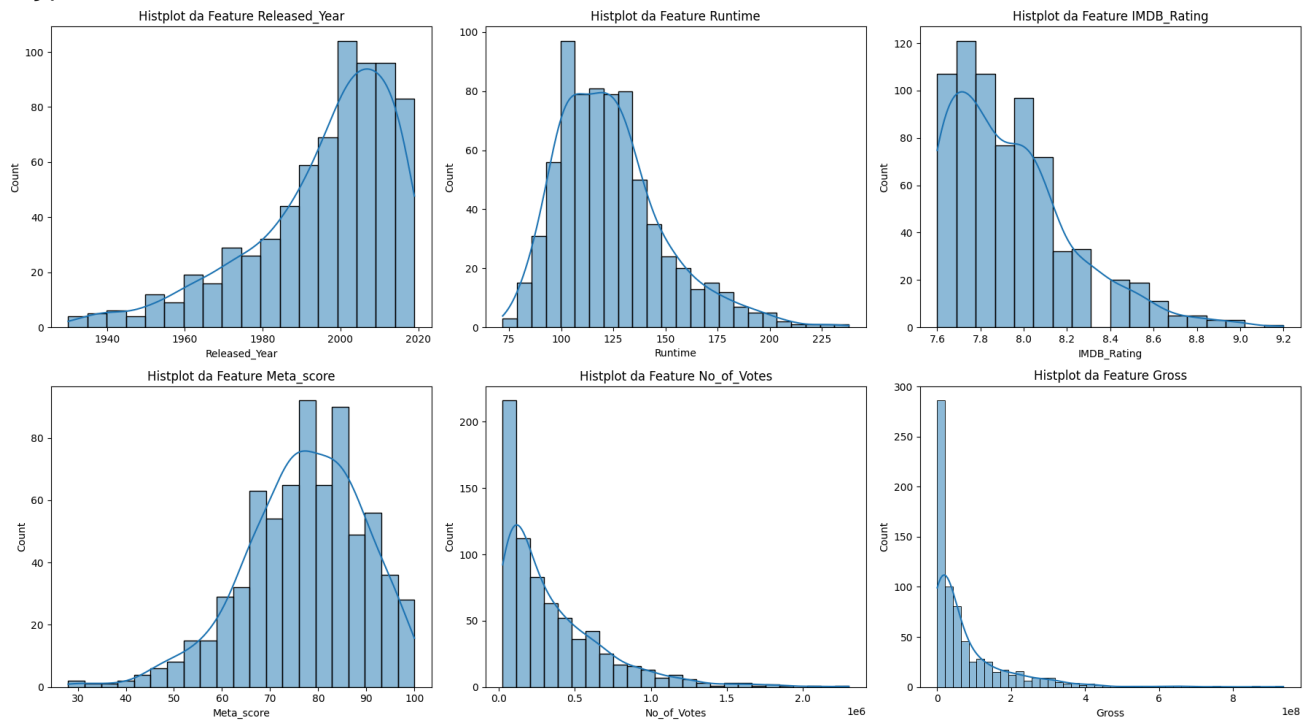 Histplot da Feature Released_Year
Count
0
20
40
60
80
100
1940 1960 1980 2000 2020
Released_Year
Histplot da Feature Runtime
Count
0
20
40
60
80
100
75 100 125 150 175 200 225
Runtime
Histplot da Feature IMDB_Rating
Count
0
20
40
60
80
100
120
7.6 7.8 8.0 8.2 8.4 8.6 8.8 9.0 9.2
IMDB_Rating
Histplot da Feature Meta_score
Count
0
20
40
60
80
30 40 50 60 70 80 90 100
Meta_score
Histplot da Feature No_of_Votes
Count
0
50
100
150
200
0.0 0.5 1.0 1.5 2.0
1e6
No_of_Votes
Histplot da Feature Gross
Count
0
50
100
150
200
250
300
0 2 4 6 8
1e8
Gross